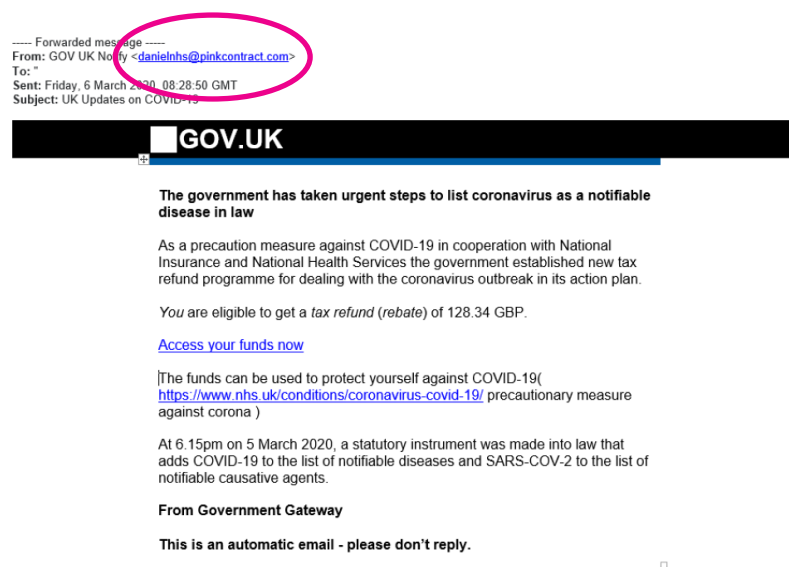 ----- Forwarded message -----
From: GOV UK Notify <danielnhs@pinkcontract.com>
To: "
Sent: Friday, 6 March 2020, 08:28:50 GMT
Subject: UK Updates on COVID-19
GOV.UK
The government has taken urgent steps to list coronavirus as a notifiable
disease in law
As a precaution measure against COVID-19 in cooperation with National
Insurance and National Health Services the government established new tax
refund programme for dealing with the coronavirus outbreak in its action plan.
You are eligible to get a tax refund (rebate) of 128.34 GBP.
Access your funds now
The funds can be used to protect yourself against COVID-19(
https://www.nhs.uk/conditions/coronavirus-covid-19/ precautionary measure
against corona )
At 6.15pm on 5 March 2020, a statutory instrument was made into law that
adds COVID-19 to the list of notifiable diseases and SARS-COV-2 to the list of
notifiable causative agents.
From Government Gateway
This is an automatic email - please don’t reply.